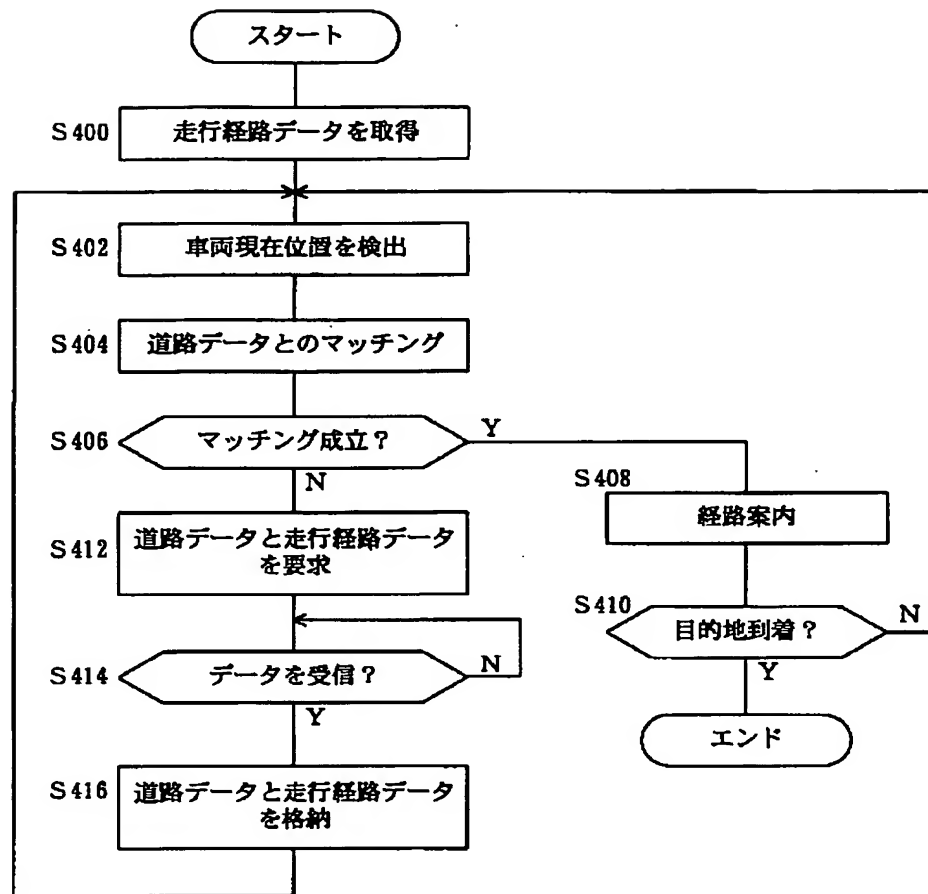 スタート
S400
走行経路データを取得
S402
車両現在位置を検出
S404
道路データとのマッチング
S406
マッチング成立?
Y
N
S408
経路案内
S412
道路データと走行経路データ
を要求
S410
目的地到着?
N
Y
S414
データを受信?
N
Y
エンド
S416
道路データと走行経路データ
を格納